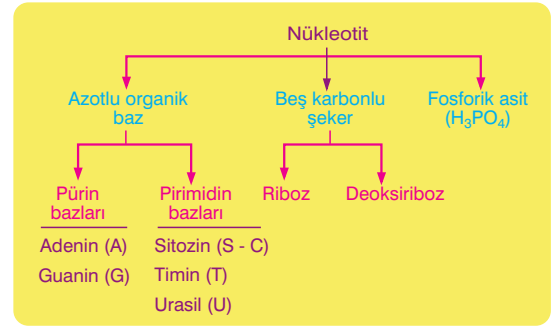 Nükleotit
Azotlu organik
baz
Beş karbonlu
şeker
Fosforik asit
(H₃PO₄)
Pürin
bazları
Adenin (A)
Guanin (G)
Pirimidin
bazları
Sitozin (S - C)
Timin (T)
Urasil (U)
Riboz
Deoksiriboz